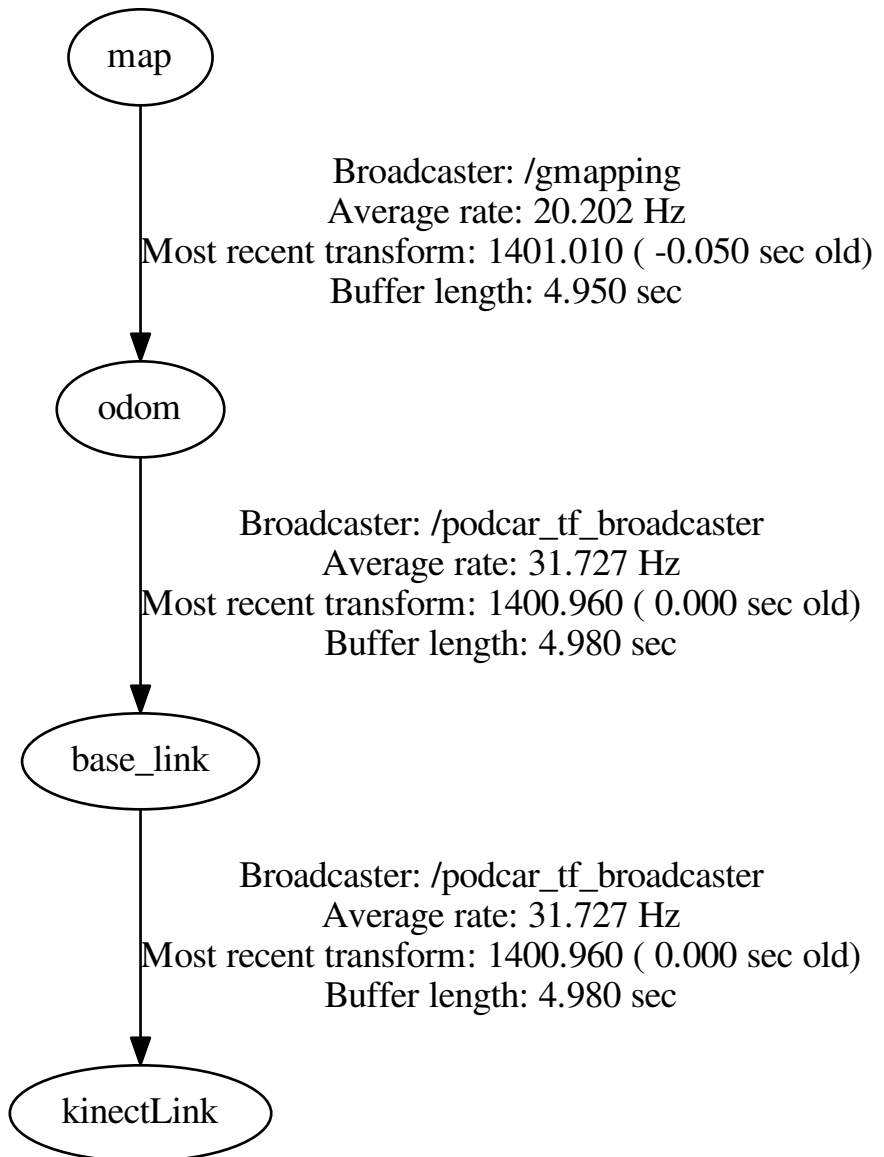 map
Broadcaster: /gmapping
Average rate: 20.202 Hz
Most recent transform: 1401.010 ( -0.050 sec old)
Buffer length: 4.950 sec
odom
Broadcaster: /podcar_tf_broadcaster
Average rate: 31.727 Hz
Most recent transform: 1400.960 ( 0.000 sec old)
Buffer length: 4.980 sec
base_link
Broadcaster: /podcar_tf_broadcaster
Average rate: 31.727 Hz
Most recent transform: 1400.960 ( 0.000 sec old)
Buffer length: 4.980 sec
kinectLink